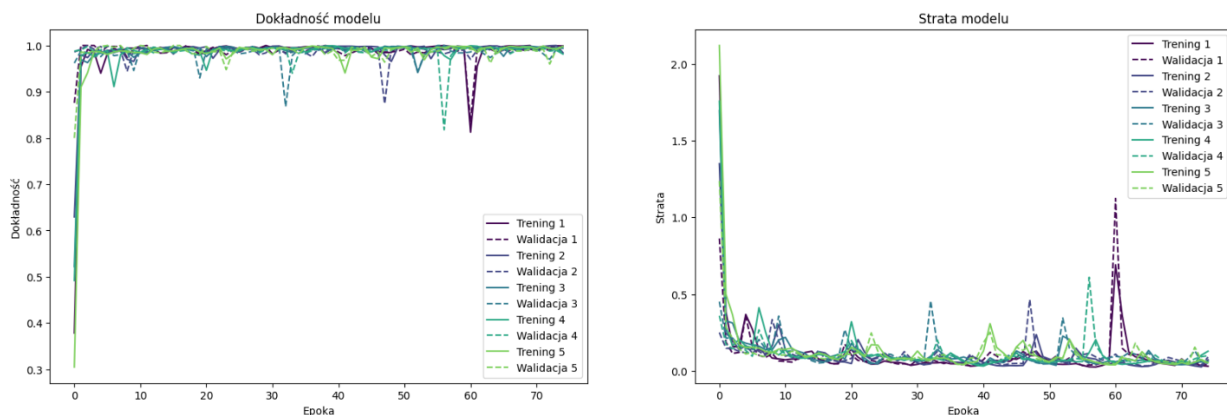 Dokładność modelu
Dokładność
1.0
0.9
0.8
0.7
0.6
0.5
0.4
0.3
0
10
20
30
40
50
60
70
Epoka
Trening 1
Walidacja 1
Trening 2
Walidacja 2
Trening 3
Walidacja 3
Trening 4
Walidacja 4
Trening 5
Walidacja 5
Strata modelu
Strata
2.0
1.5
1.0
0.5
0.0
0
10
20
30
40
50
60
70
Epoka
Trening 1
Walidacja 1
Trening 2
Walidacja 2
Trening 3
Walidacja 3
Trening 4
Walidacja 4
Trening 5
Walidacja 5